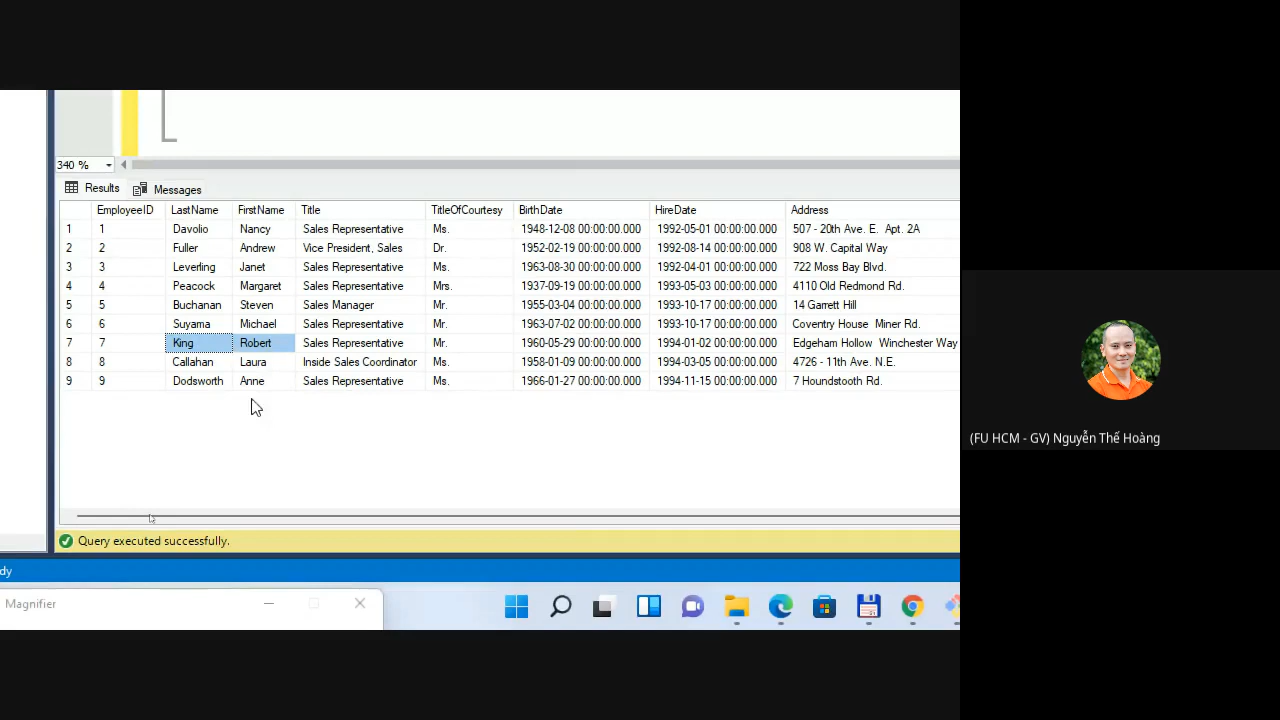 340 %
Results Messages
EmployeeID LastName FirstName Title TitleOfCourtesy BirthDate HireDate Address
1 1 Davolio Nancy Sales Representative Ms. 1948-12-08 00:00:00.000 1992-05-01 00:00:00.000 507 - 20th Ave. E. Apt. 2A
2 2 Fuller Andrew Vice President, Sales Dr. 1952-02-19 00:00:00.000 1992-08-14 00:00:00.000 908 W. Capital Way
3 3 Leverling Janet Sales Representative Ms. 1963-08-30 00:00:00.000 1992-04-01 00:00:00.000 722 Moss Bay Blvd.
4 4 Peacock Margaret Sales Representative Mrs. 1937-09-19 00:00:00.000 1993-05-03 00:00:00.000 4110 Old Redmond Rd.
5 5 Buchanan Steven Sales Manager Mr. 1955-03-04 00:00:00.000 1993-10-17 00:00:00.000 14 Garrett Hill
6 6 Suyama Michael Sales Representative Mr. 1963-07-02 00:00:00.000 1993-10-17 00:00:00.000 Coventry House Miner Rd.
7 7 King Robert Sales Representative Mr. 1960-05-29 00:00:00.000 1994-01-02 00:00:00.000 Edgeham Hollow Winchester Way
8 8 Callahan Laura Inside Sales Coordinator Ms. 1958-01-09 00:00:00.000 1994-03-05 00:00:00.000 4726 - 11th Ave. N.E.
9 9 Dodsworth Anne Sales Representative Ms. 1966-01-27 00:00:00.000 1994-11-15 00:00:00.000 7 Houndstooth Rd.
(FU HCM - GV) Nguyễn Thế Hoàng
Query executed successfully.
dy
Magnifier